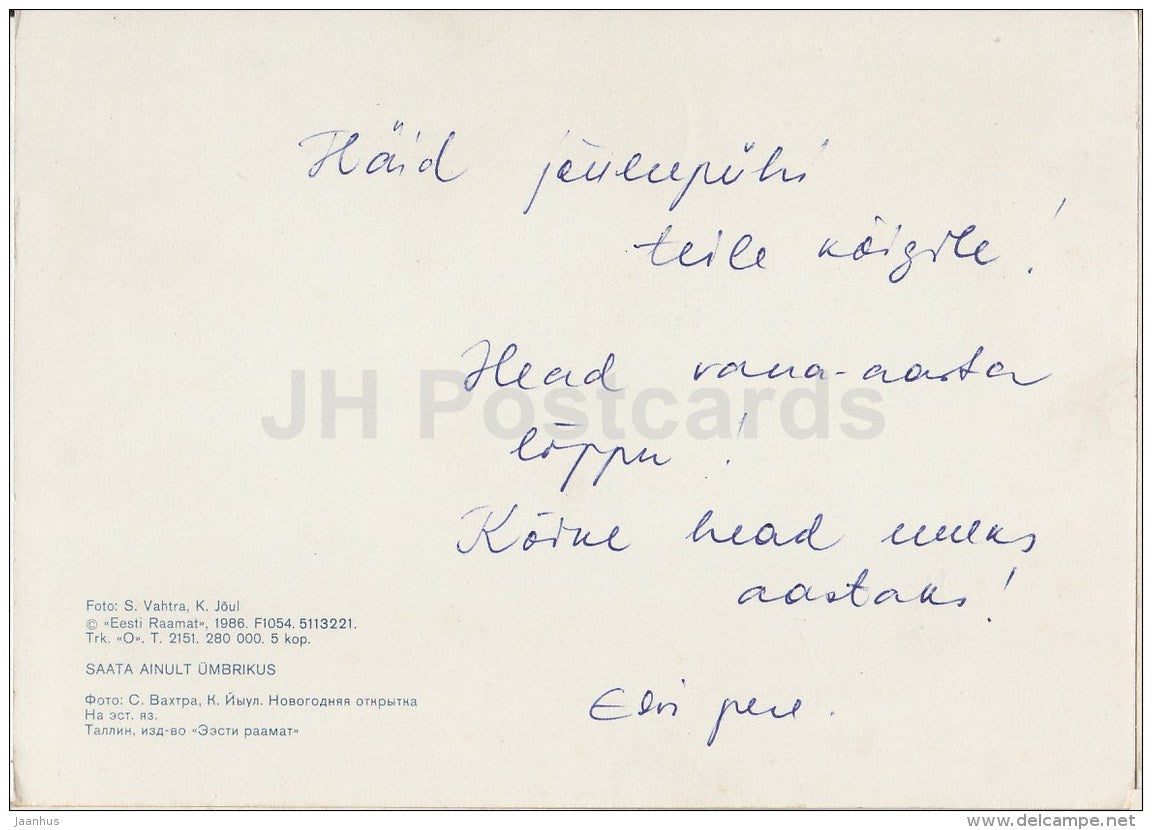 Häid jõulupühi
teile kõigile!
Head vana-aasta
lõppu!
Kõike head uueks
aastaks!
pere.
JH Postcards
Foto: S. Vahtra, K. Jõul
© «Eesti Raamat», 1986. F1054. 5113221.
Trk. «O». T. 2151. 280 000. 5 kop.
SAATA AINULT ÜMBRIKUS
Фото: С. Вахтра, К. Йыул. Новогодняя открытка
На эст. яз.
Таллин, изд-во «Ээсти раамат»
Jaanhus
www.delcampe.net